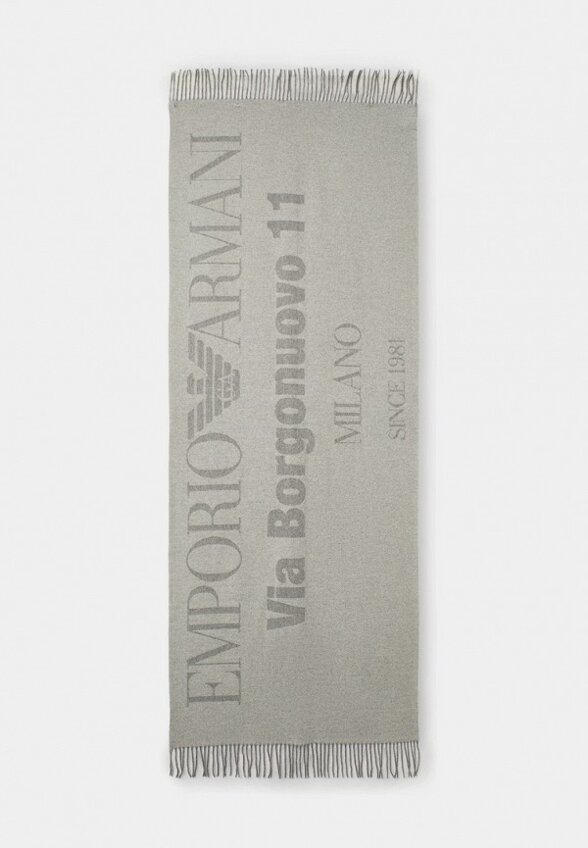 EMPORIO ARMANI
Via Borgonuovo 11
MILANO
SINCE 1981